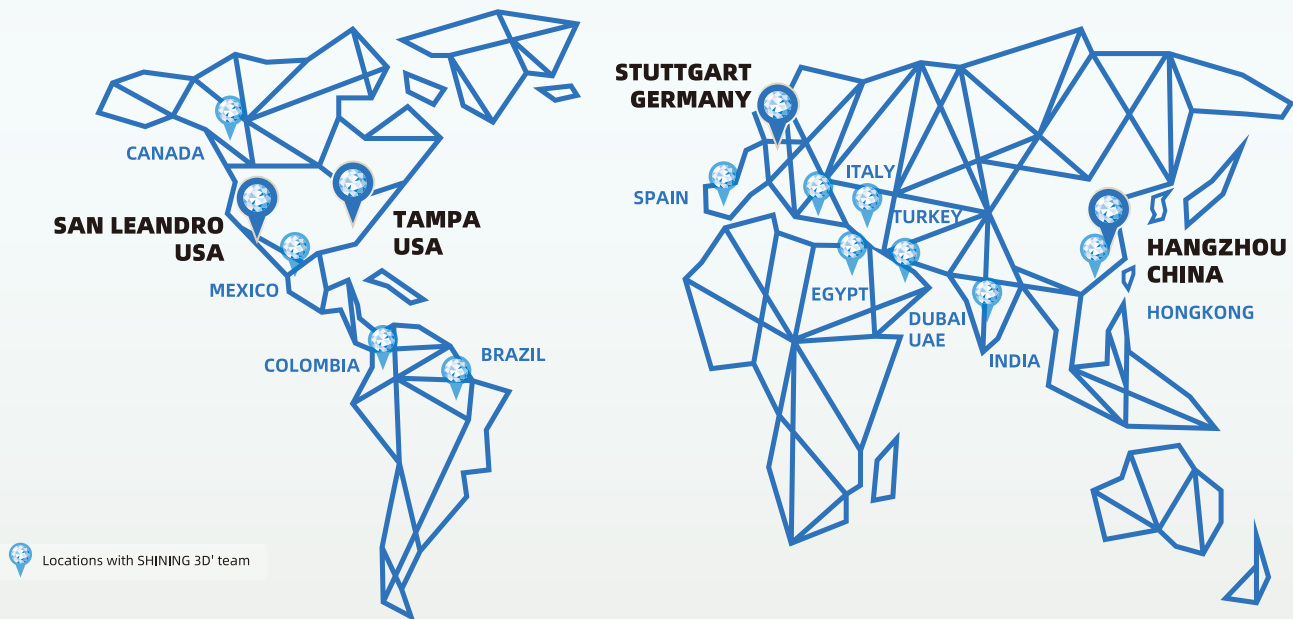 STUTTGART
GERMANY
CANADA
SAN LEANDRO
USA
TAMPA
USA
MEXICO
COLOMBIA
BRAZIL
SPAIN
ITALY
TURKEY
EGYPT
DUBAI
UAE
INDIA
HANGZHOU
CHINA
HONGKONG
Locations with SHINING 3D' team